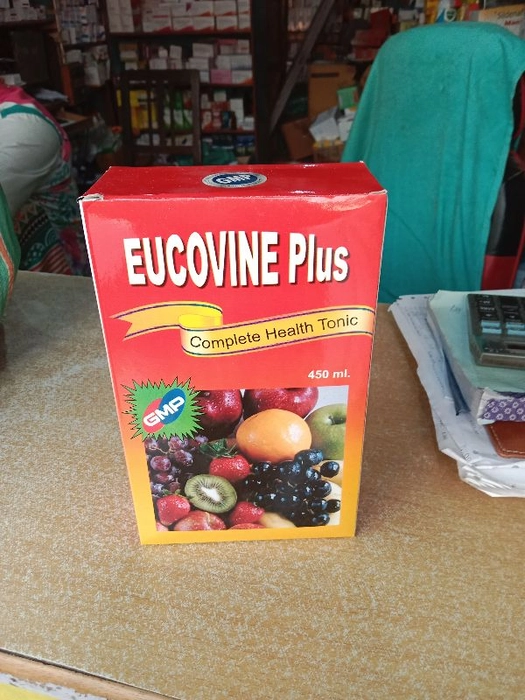 GMP
EUCOVINE Plus
Complete Health Tonic
450 ml.
GMP